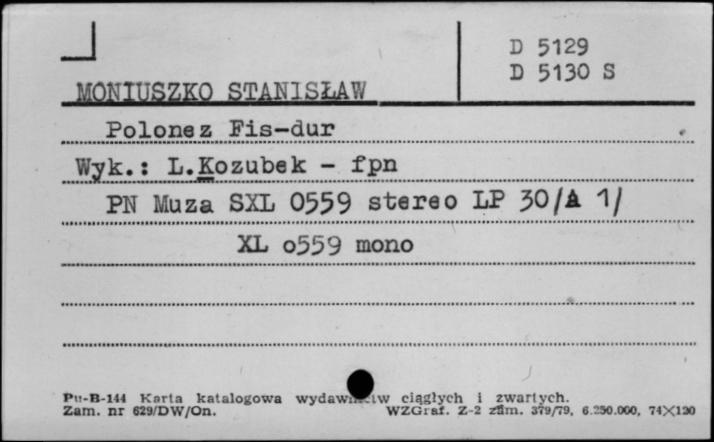 D 5129
D 5130 S
MONIUSZKO STANISŁAW
Polonez Fis-dur
Wyk.: L.Kozubek - fpn
PN Muza SXL 0559 stereo LP 30/A 1/
XL o559 mono
Pu-B-144 Karta katalogowa ciągłych i zwartych.
Zam. nr 629/DW/On. WZGraf. Z-2 zam. 379/79, 6.250.000, 74×120